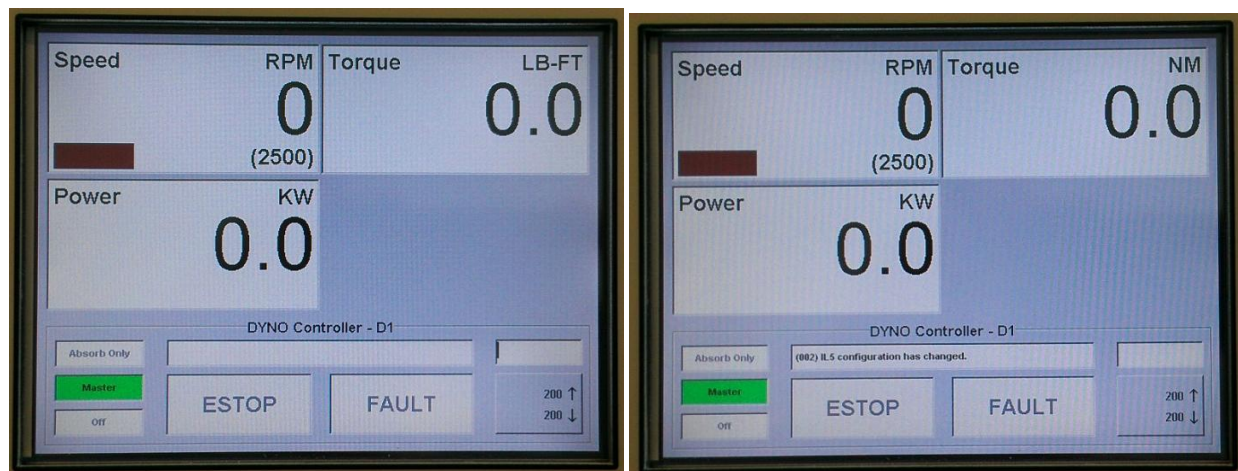 Speed RPM Torque LB-FT
0 0.0
(2500)
Power KW
0.0
DYNO Controller - D1
Absorb Only
Master
Off
ESTOP FAULT
200 ↑
200 ↓
Speed RPM Torque NM
0 0.0
(2500)
Power KW
0.0
DYNO Controller - D1
Absorb Only (002) IL5 configuration has changed.
Master
Off
ESTOP FAULT
200 ↑
200 ↓